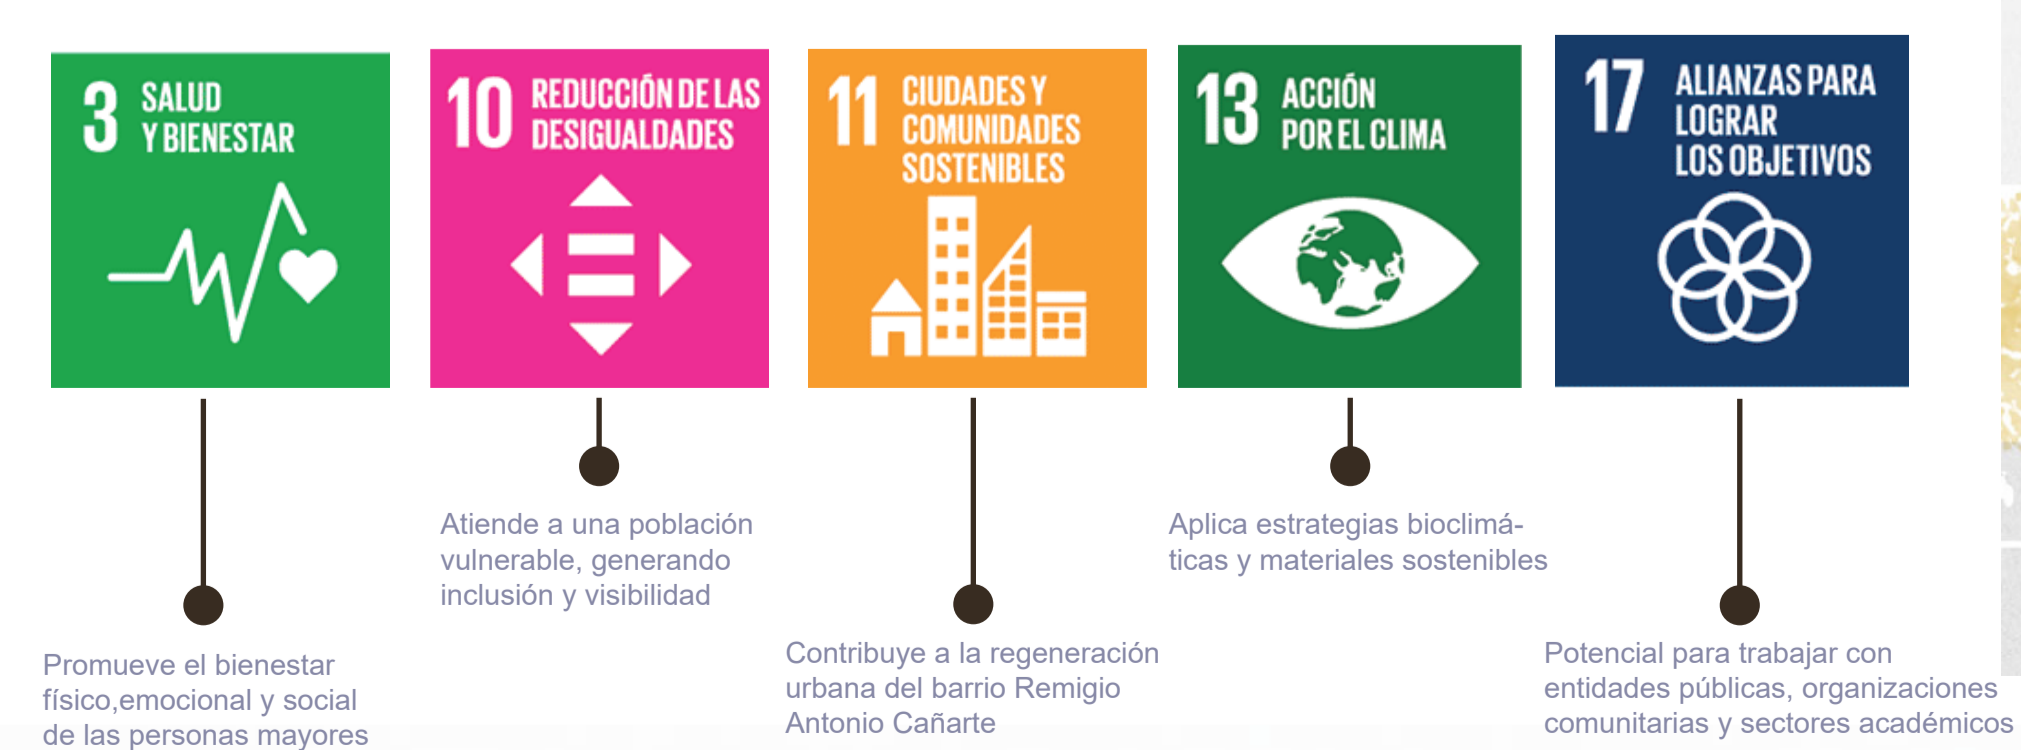 3 SALUD
Y BIENESTAR
10 REDUCCIÓN DE LAS
DESIGUALDADES
11 CIUDADES Y
COMUNIDADES
SOSTENIBLES
13 ACCIÓN
POR EL CLIMA
17 ALIANZAS PARA
LOGRAR
LOS OBJETIVOS
Promueve el bienestar
físico,emocional y social
de las personas mayores
Atiende a una población
vulnerable, generando
inclusión y visibilidad
Contribuye a la regeneración
urbana del barrio Remigio
Antonio Cañarte
Aplica estrategias bioclimá-
ticas y materiales sostenibles
Potencial para trabajar con
entidades públicas, organizaciones
comunitarias y sectores académicos